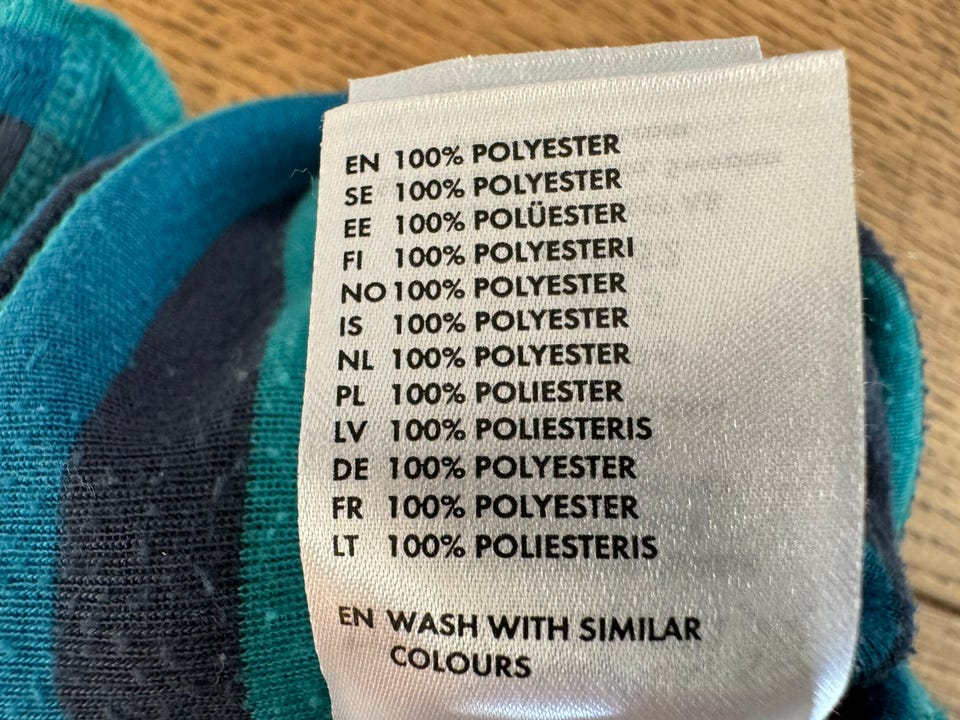 EN 100% POLYESTER
SE 100% POLYESTER
EE 100% POLÜESTER
FI 100% POLYESTERI
NO 100% POLYESTER
IS 100% POLYESTER
NL 100% POLYESTER
PL 100% POLIESTER
LV 100% POLIESTERIS
DE 100% POLYESTER
FR 100% POLYESTER
LT 100% POLIESTERIS
EN WASH WITH SIMILAR
COLOURS